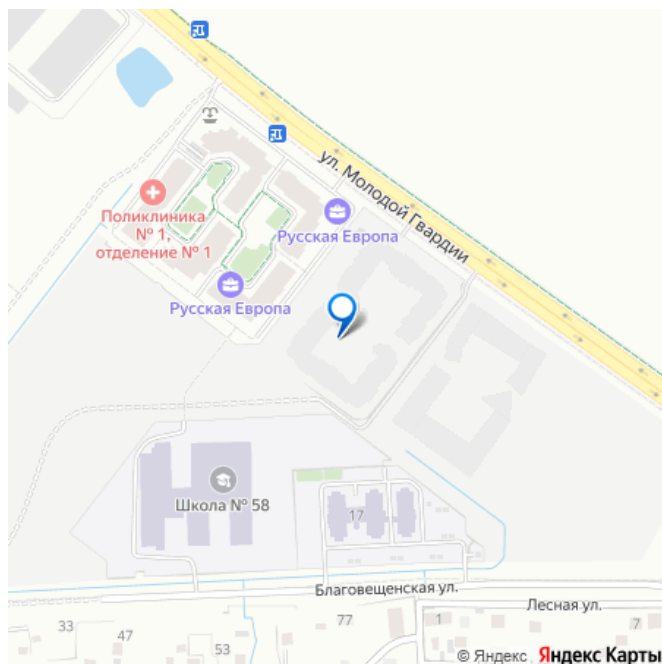 ул. Молодой Гвардии
Поликлиника
№ 1,
отделение № 1
Русская Европа
Русская Европа
Школа № 58
17
Благовещенская ул.
Лесная ул.
33
47
53
77
1
7
© Яндекс Яндекс Карты